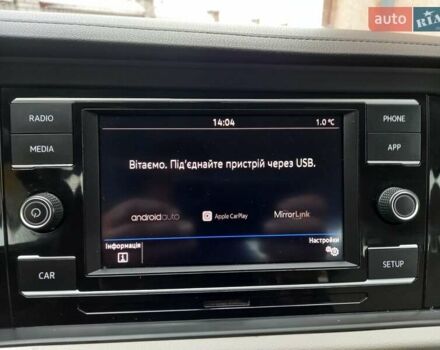 auto RIA
RADIO
14:04 1.0 °C
PHONE
MEDIA
APP
Вітаємо. Під'єднайте пристрій через USB.
androidauto Apple CarPlay MirrorLink
Інформація Настройки
CAR
SETUP